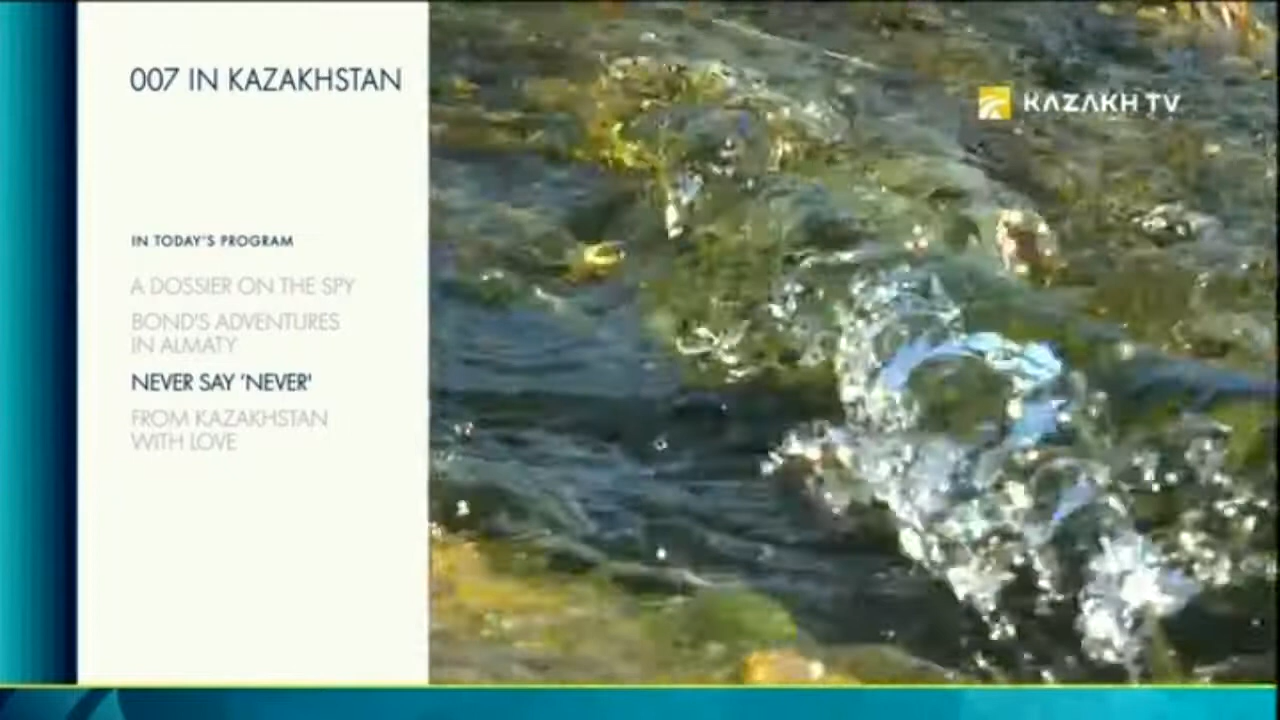 007 IN KAZAKHSTAN
KAZAKH TV
IN TODAY'S PROGRAM
A DOSSIER ON THE SPY
BOND'S ADVENTURES
IN ALMATY
NEVER SAY 'NEVER'
FROM KAZAKHSTAN
WITH LOVE